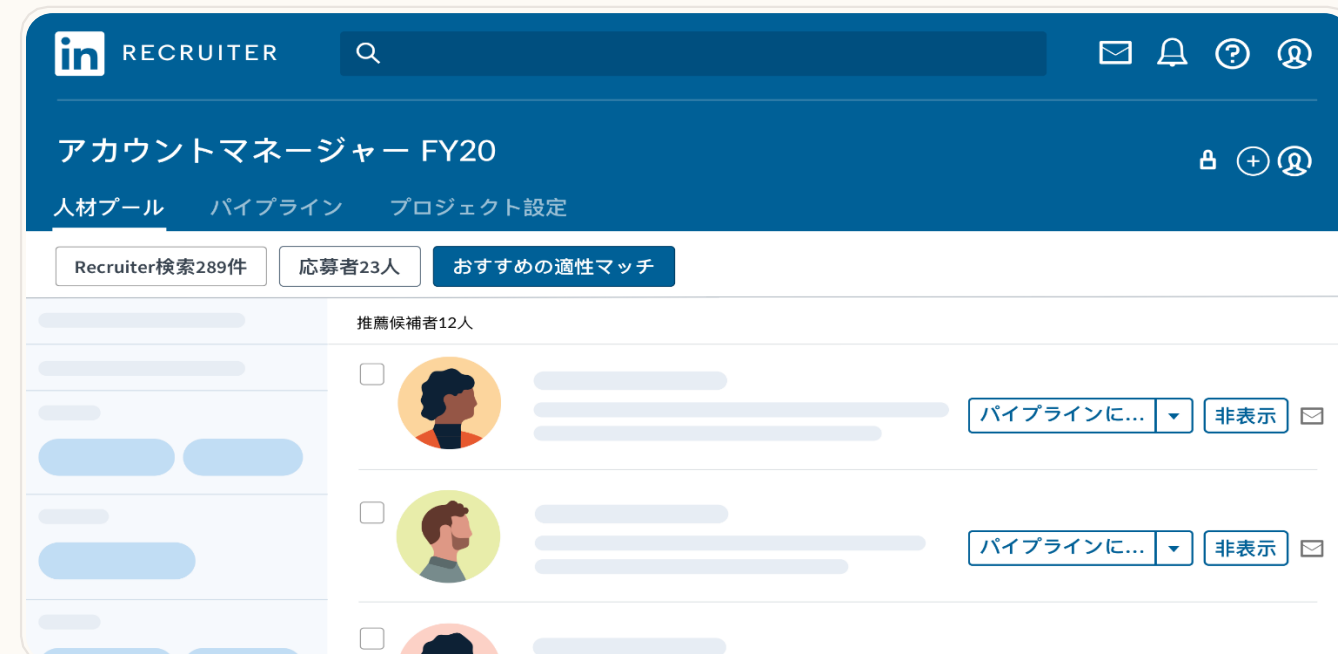 in RECRUITER
アカウントマネージャー FY20
人材プール パイプライン プロジェクト設定
Recruiter検索289件 応募者23人 おすすめの適性マッチ
推薦候補者12人
パイプラインに... 非表示
パイプラインに... 非表示